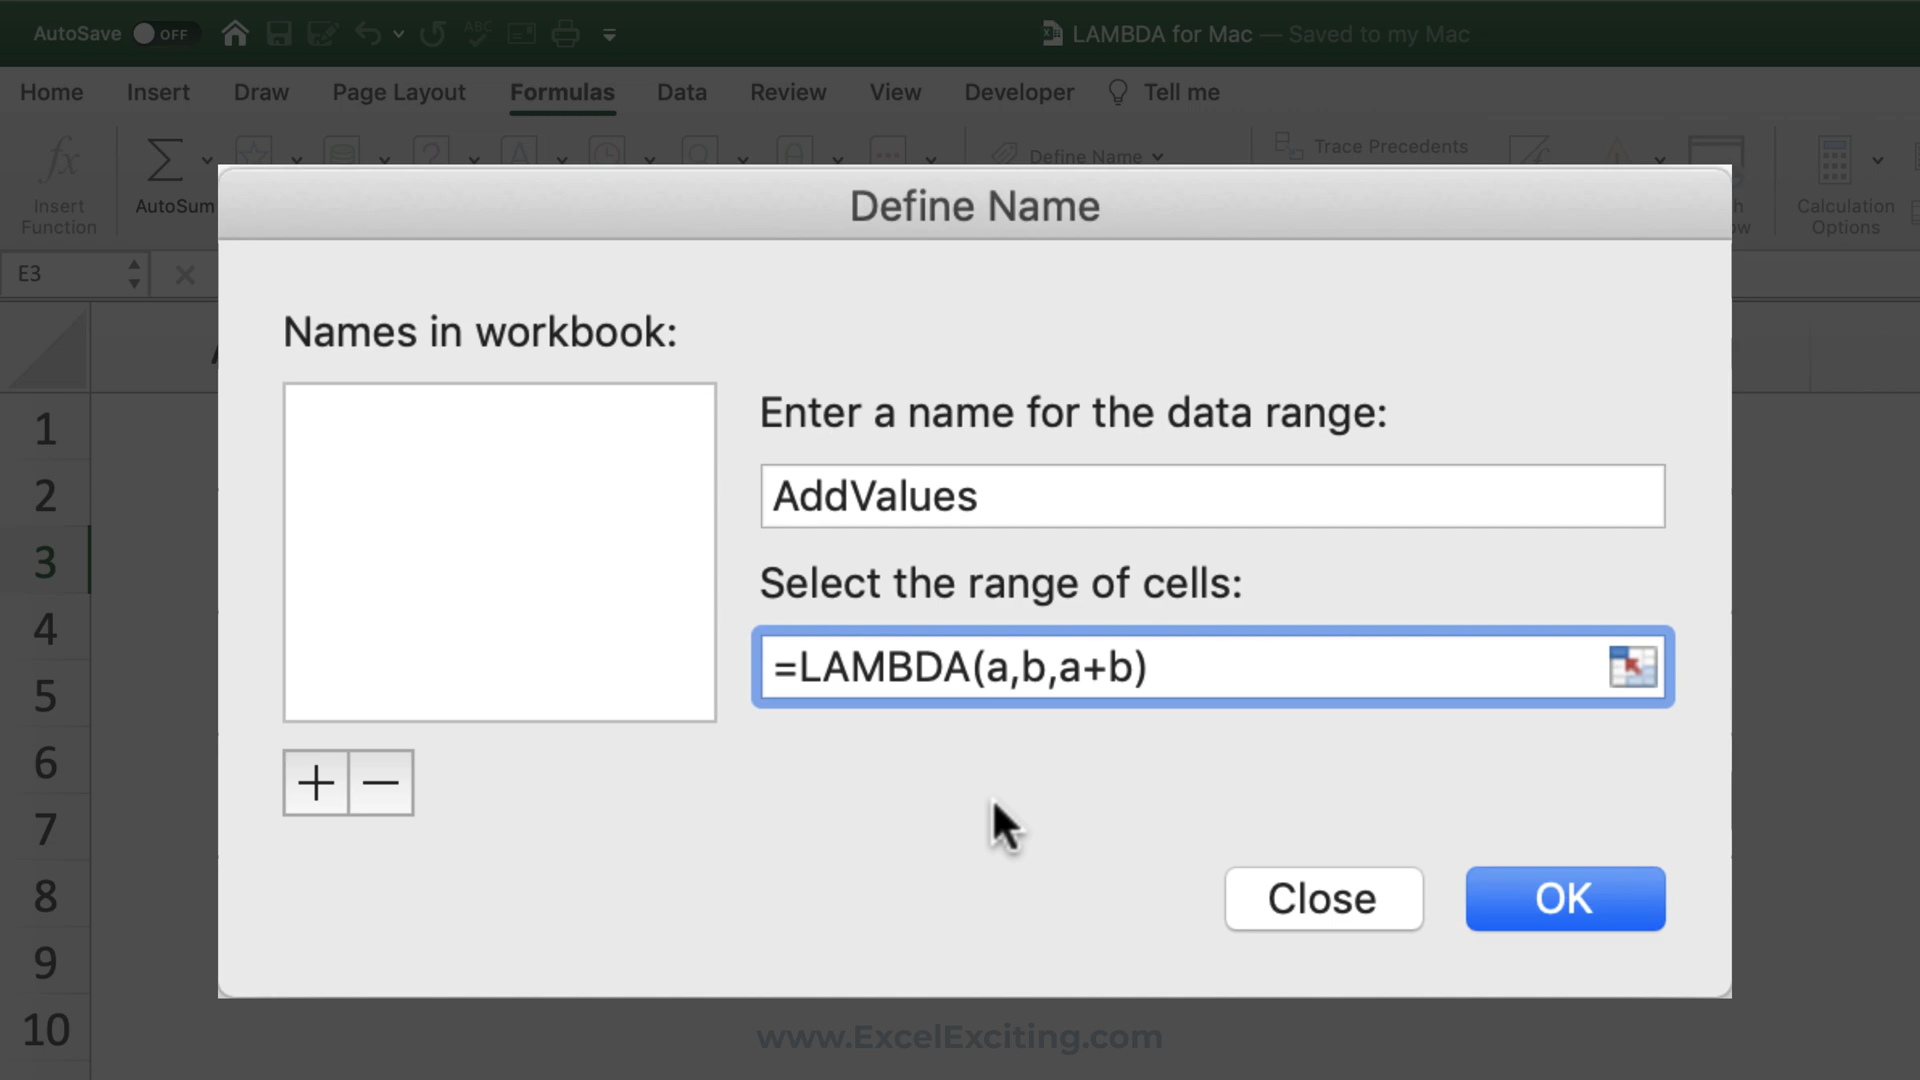 AutoSave OFF
ABC
LAMBDA for Mac — Saved to my Mac
Home Insert Draw Page Layout Formulas Data Review View Developer Tell me
fx
Insert
Function
AutoSum
Define Name
Trace Precedents
Calculation
Options
E3
Define Name
Names in workbook:
Enter a name for the data range:
AddValues
Select the range of cells:
=LAMBDA(a,b,a+b)
Close OK
1
2
3
4
5
6
7
8
9
10
www.ExcelExciting.com